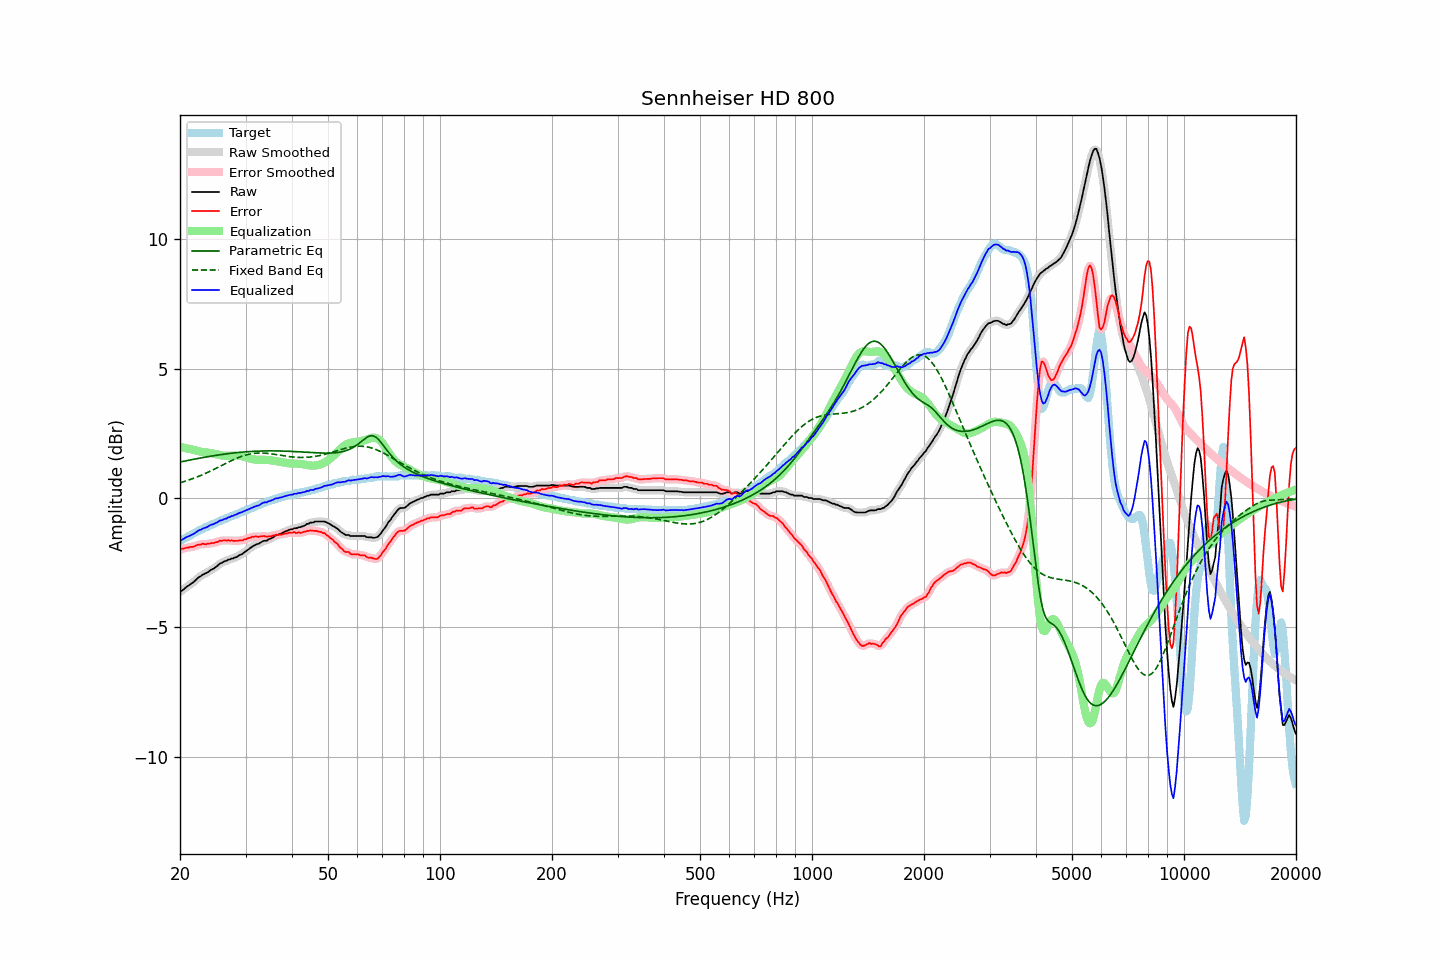 Sennheiser HD 800
Target
Raw Smoothed
Error Smoothed
Raw
Error
Equalization
Parametric Eq
Fixed Band Eq
Equalized
Amplitude (dBr)
10
5
0
−5
−10
20 50 100 200 500 1000 2000 5000 10000 20000
Frequency (Hz)